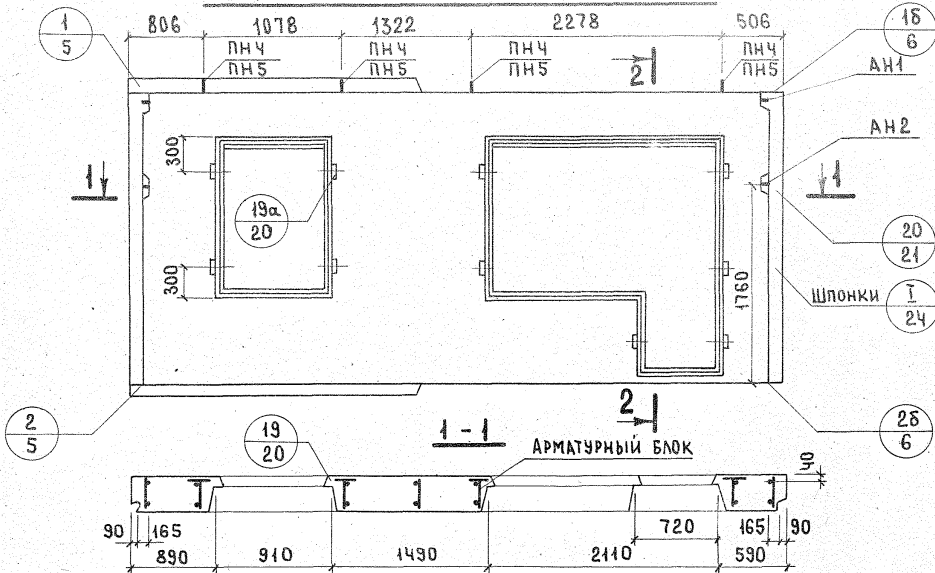 806 1078 1322 2278 506
1
5
ПН4
ПН5
ПН4
ПН5
ПН4
ПН5
2
ПН4
ПН5
1б
6
АН1
АН2
300
1
19а
20
1
20
21
300
1760
Шпонки
I
24
2
5
2
2б
6
1-1
19
20
АРМАТУРНЫЙ БЛОК
40
90 165
720
165 90
890 910 1490 2110 590